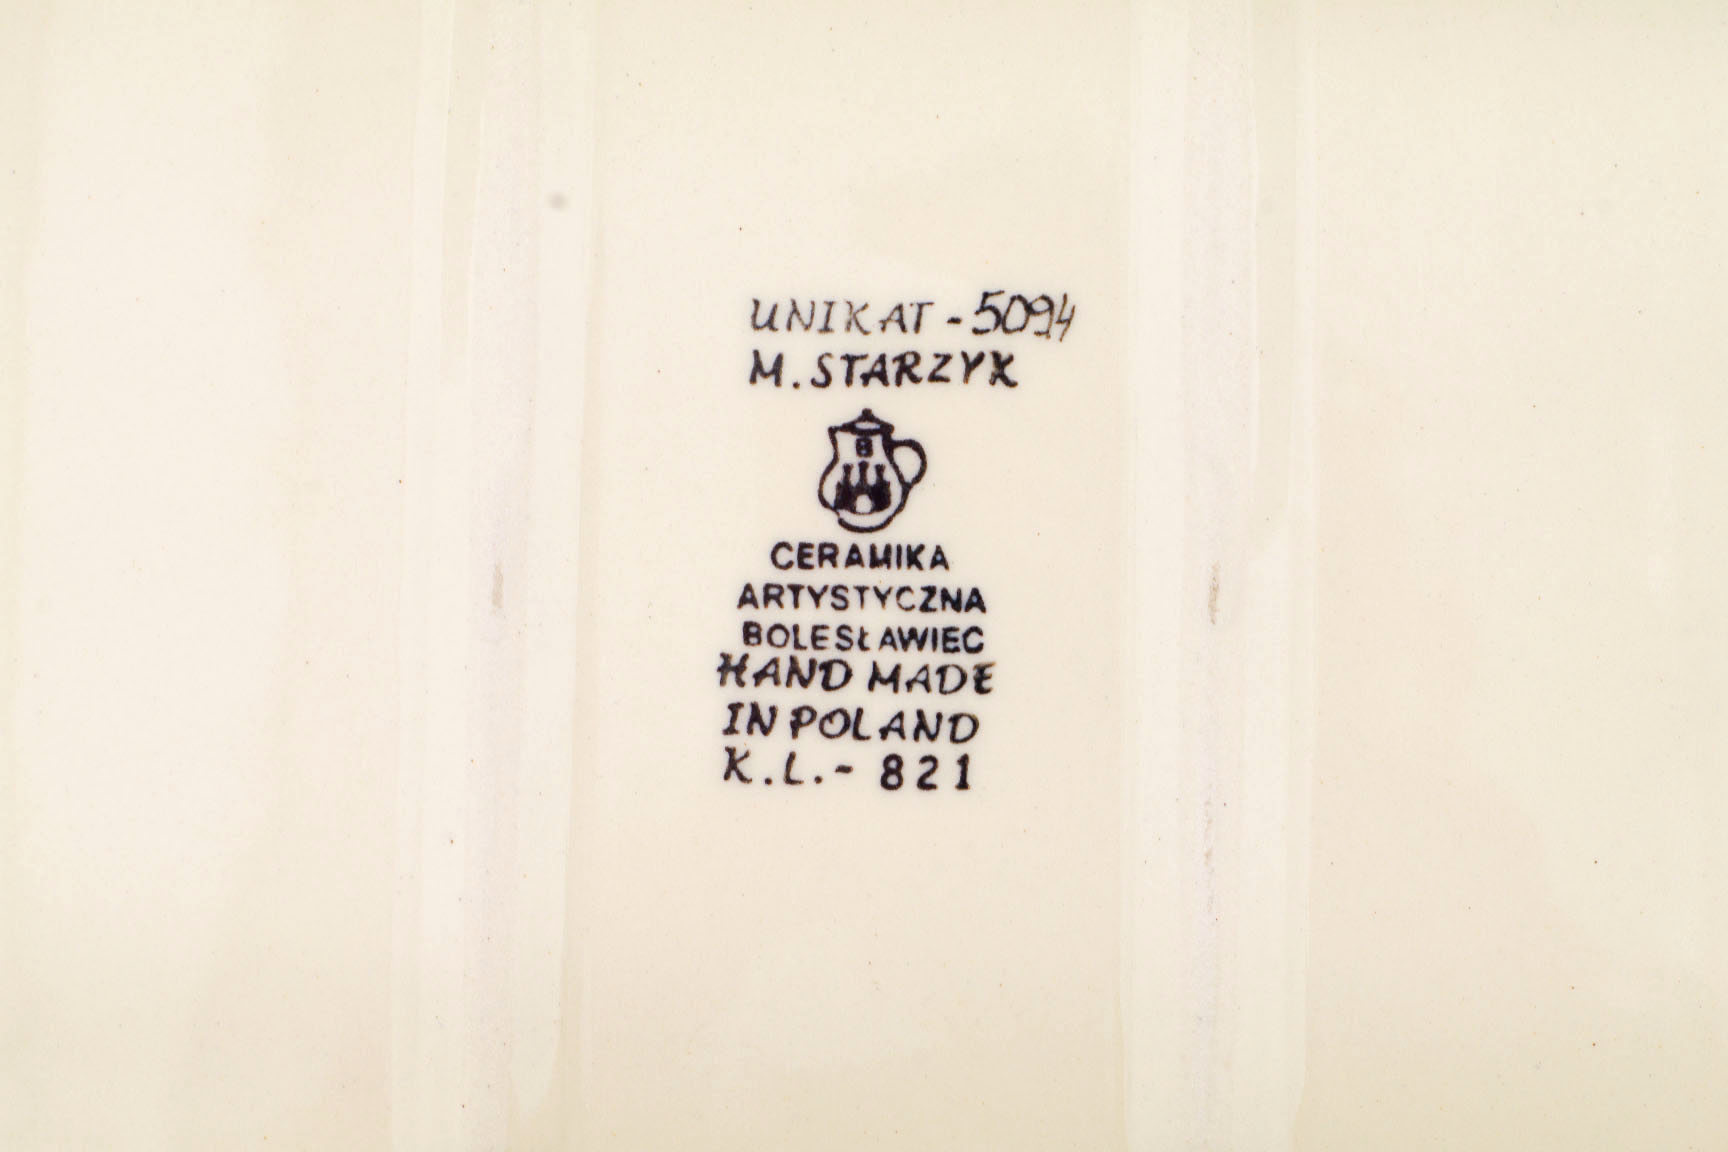 UNIKAT - 5094
M. STARZYK
B
CERAMIKA
ARTYSTYCZNA
BOLESŁAWIEC
HAND MADE
IN POLAND
K.L.- 821